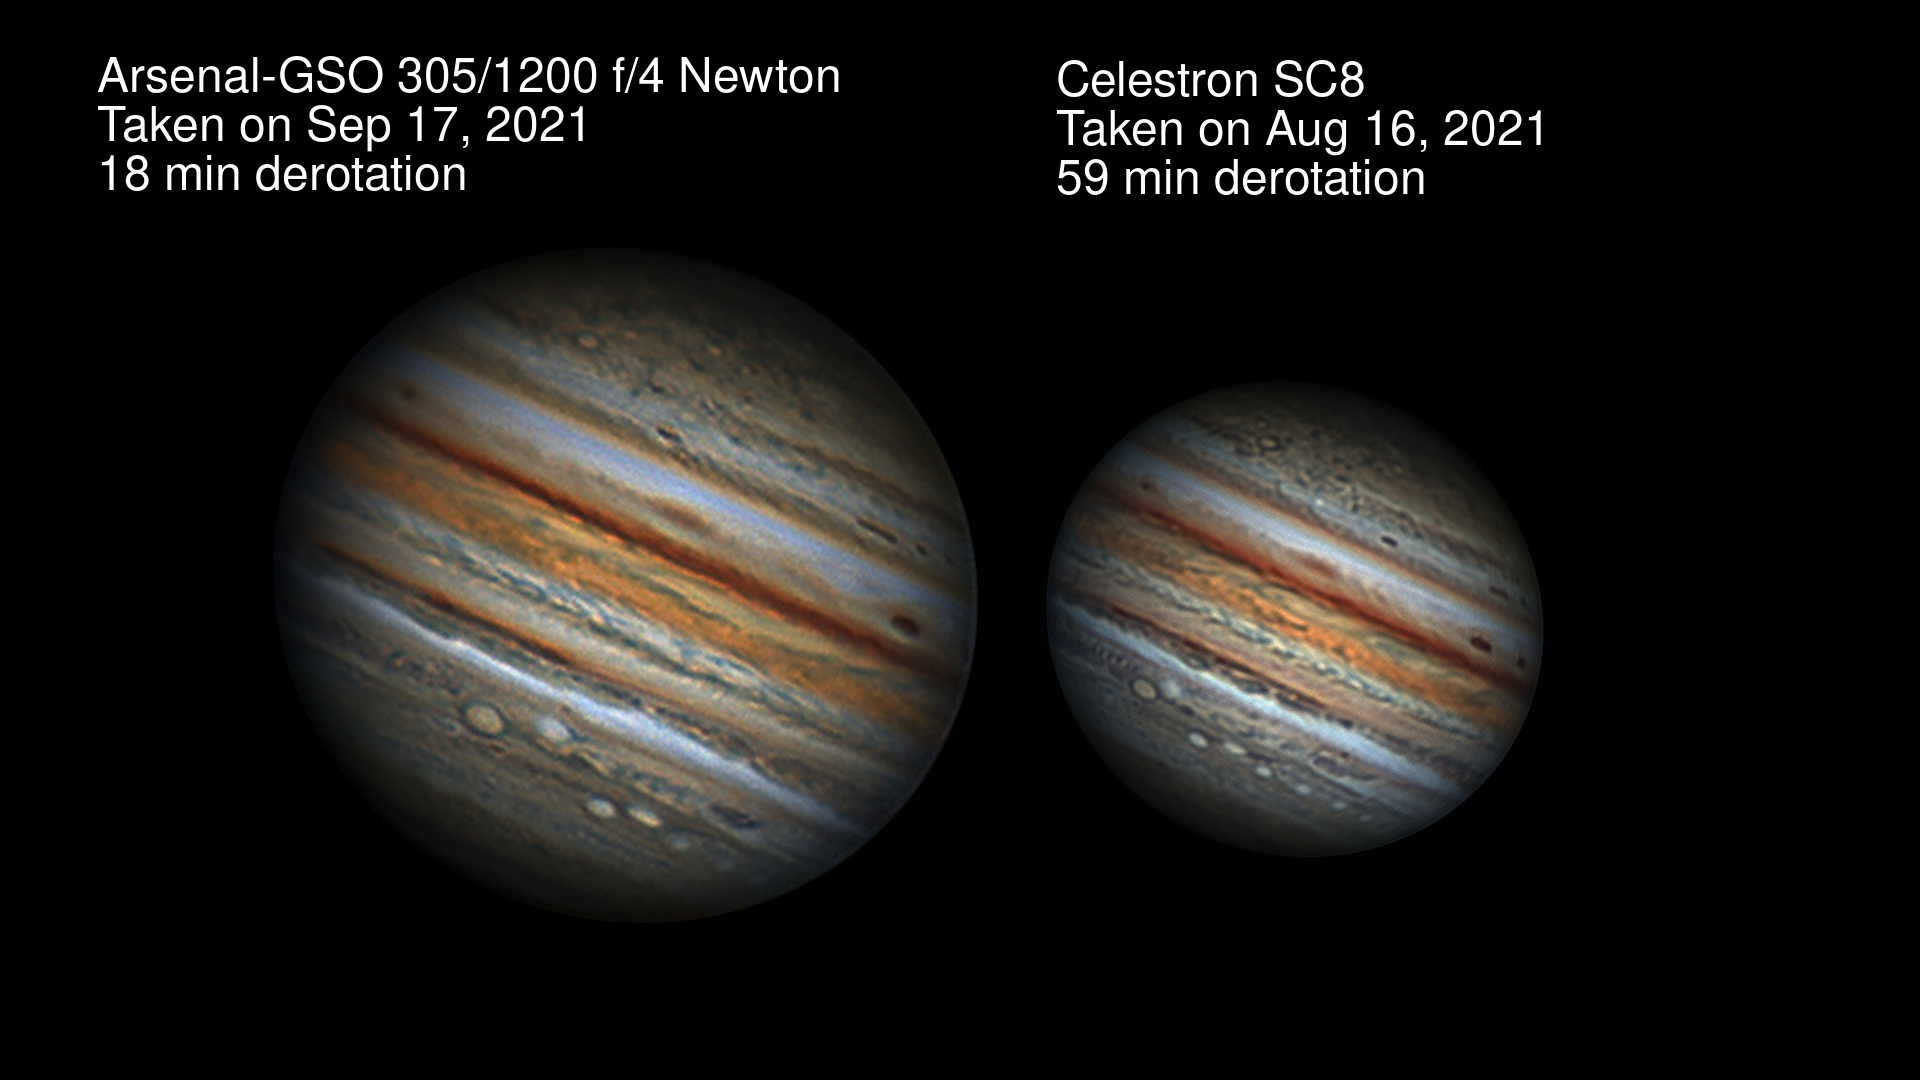 Arsenal-GSO 305/1200 f/4 Newton
Taken on Sep 17, 2021
18 min derotation
Celestron SC8
Taken on Aug 16, 2021
59 min derotation